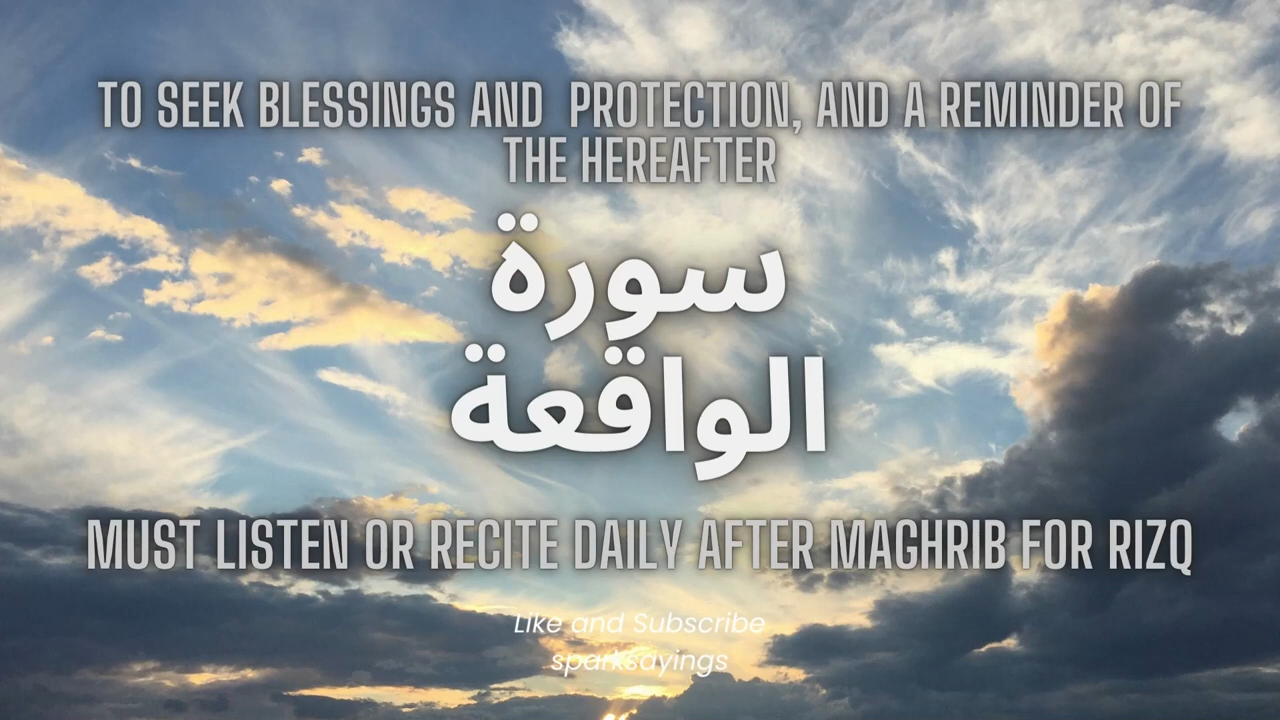 TO SEEK BLESSINGS AND PROTECTION, AND A REMINDER OF
THE HEREAFTER
سورة
الواقعة
MUST LISTEN OR RECITE DAILY AFTER MAGHRIB FOR RIZQ
Like and Subscribe
sparksayings